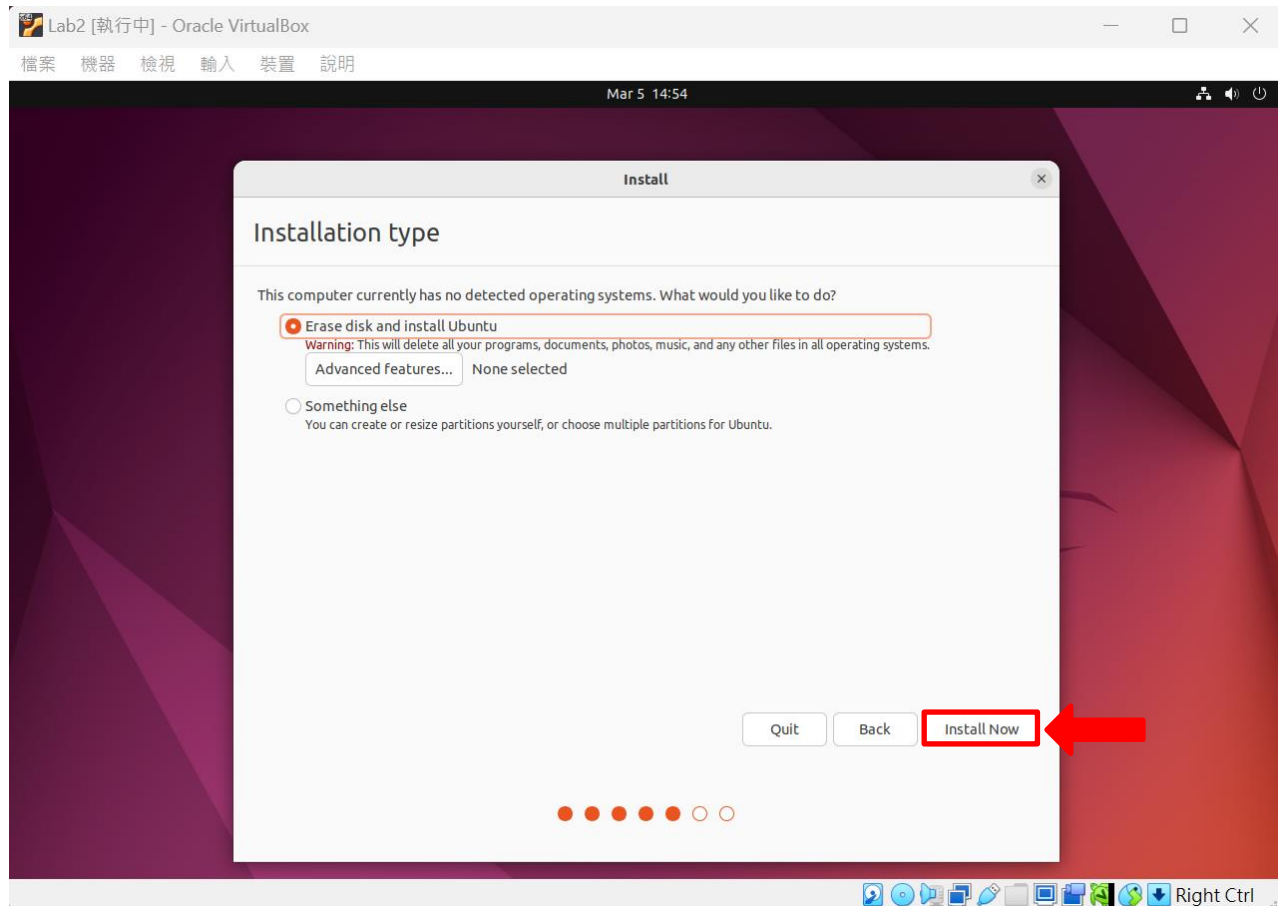 Lab2 [執行中] - Oracle VirtualBox
檔案 機器 檢視 輸入 裝置 說明
Mar 5 14:54
Install
Installation type
This computer currently has no detected operating systems. What would you like to do?
Erase disk and install Ubuntu
Warning: This will delete all your programs, documents, photos, music, and any other files in all operating systems.
Advanced features... None selected
Something else
You can create or resize partitions yourself, or choose multiple partitions for Ubuntu.
Quit Back Install Now
Right Ctrl